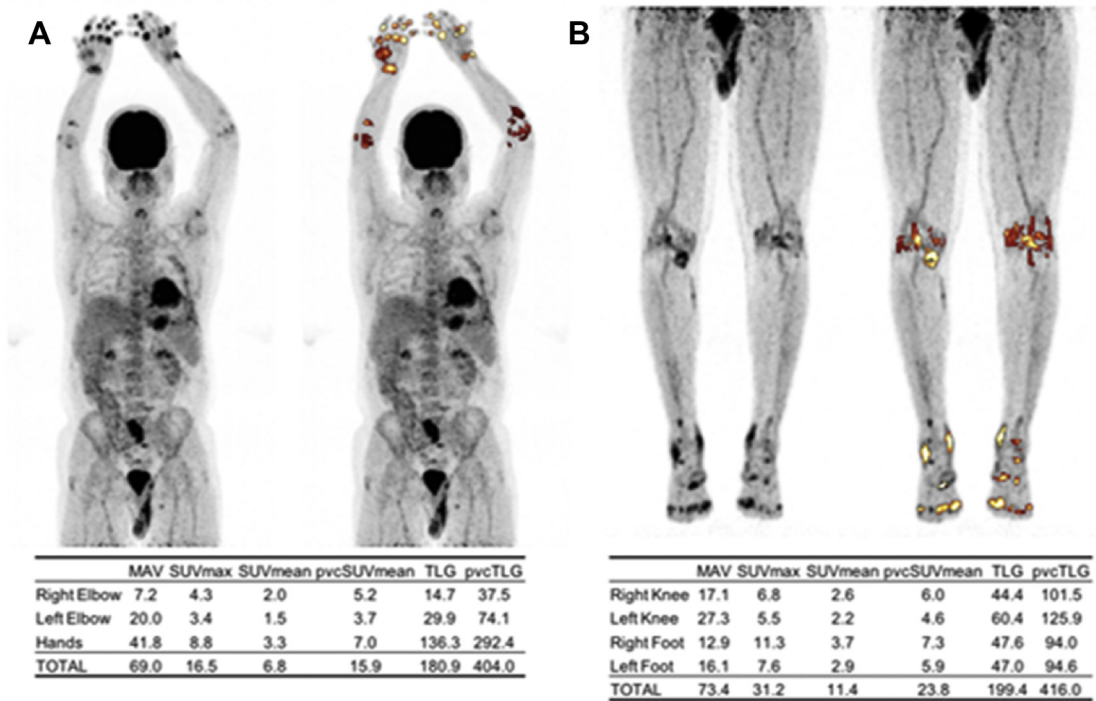 A
B
MAV SUVmax SUVmean pvcSUVmean TLG pvcTLG
Right Elbow 7.2 4.3 2.0 5.2 14.7 37.5
Left Elbow 20.0 3.4 1.5 3.7 29.9 74.1
Hands 41.8 8.8 3.3 7.0 136.3 292.4
TOTAL 69.0 16.5 6.8 15.9 180.9 404.0
MAV SUVmax SUVmean pvcSUVmean TLG pvcTLG
Right Knee 17.1 6.8 2.6 6.0 44.4 101.5
Left Knee 27.3 5.5 2.2 4.6 60.4 125.9
Right Foot 12.9 11.3 3.7 7.3 47.6 94.0
Left Foot 16.1 7.6 2.9 5.9 47.0 94.6
TOTAL 73.4 31.2 11.4 23.8 199.4 416.0